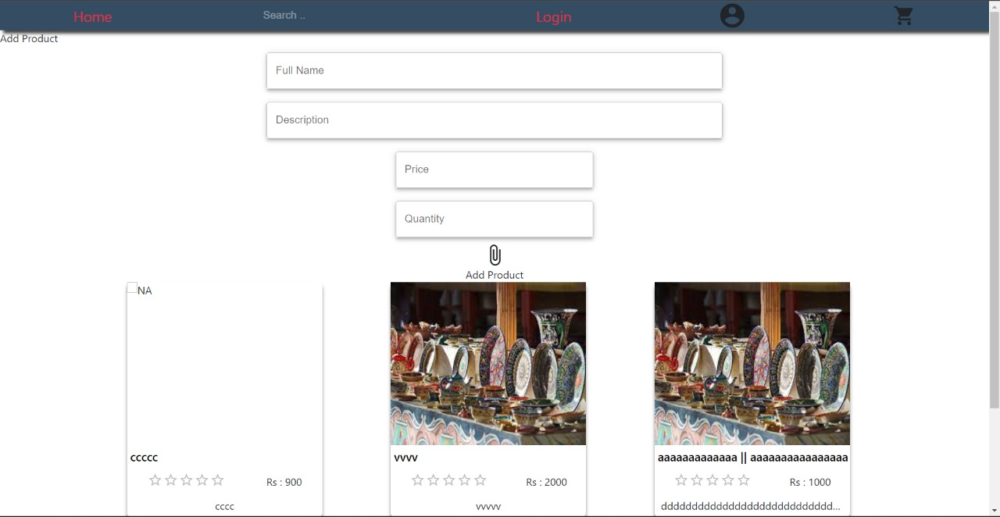 Home Search .. Login
Add Product
Full Name
Description
Price
Quantity
Add Product
NA
ccccc vvvv aaaaaaaaaaaaa || aaaaaaaaaaaaaaaa
Rs : 900 Rs : 2000 Rs : 1000
cccc vvvvv ddddddddddddddddddddddddddddd...